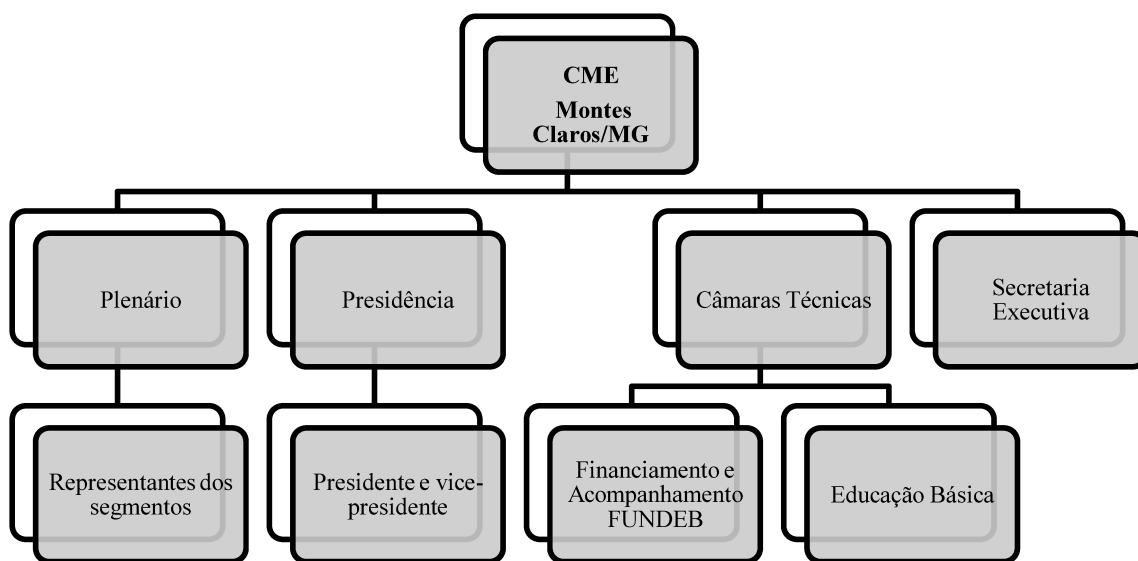 CME
Montes
Claros/MG
Plenário
Presidência
Câmaras Técnicas
Secretaria
Executiva
Representantes dos
segmentos
Presidente e vice-
presidente
Financiamento e
Acompanhamento
FUNDEB
Educação Básica